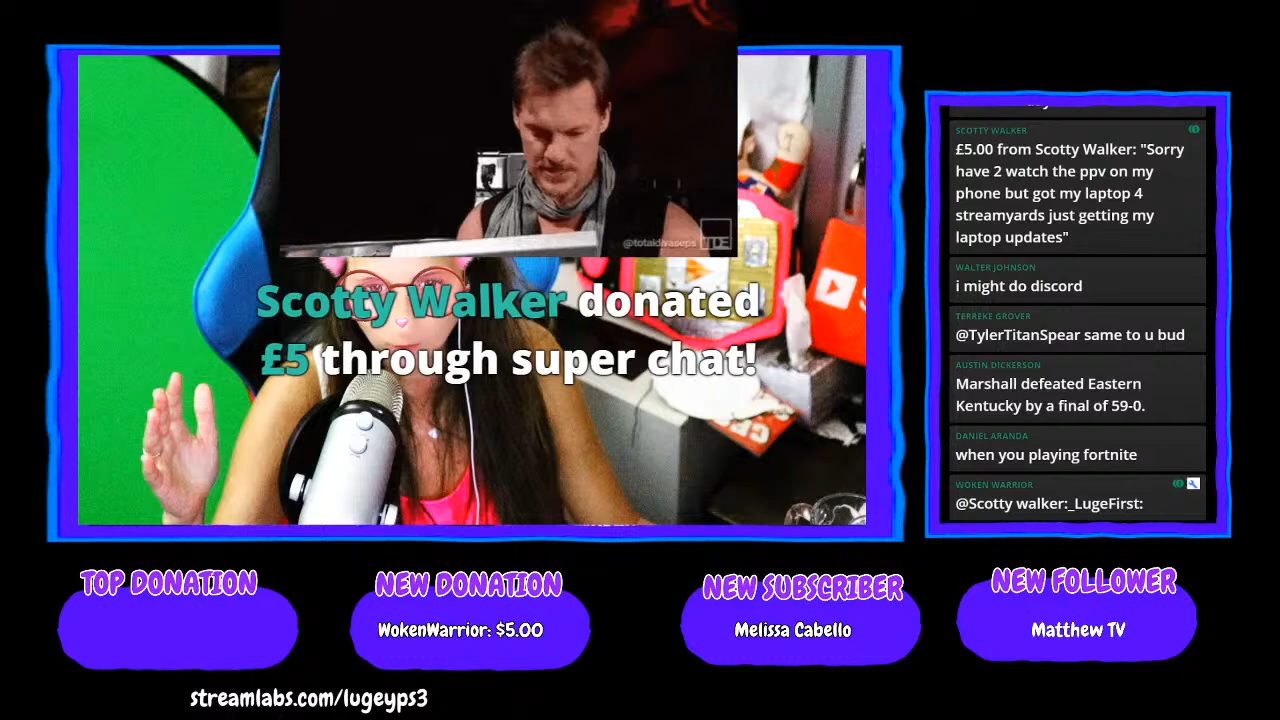 @totaldivaseps
Scotty Walker donated
£5 through super chat!
SCOTTY WALKER
£5.00 from Scotty Walker: "Sorry
have 2 watch the ppv on my
phone but got my laptop 4
streamyards just getting my
laptop updates"
WALTER JOHNSON
i might do discord
TERREKE GROVER
@TylerTitanSpear same to u bud
AUSTIN DICKERSON
Marshall defeated Eastern
Kentucky by a final of 59-0.
DANIEL ARANDA
when you playing fortnite
WOKEN WARRIOR
@Scotty walker:_LugeFirst:
TOP DONATION
NEW DONATION
WokenWarrior: $5.00
NEW SUBSCRIBER
Melissa Cabello
NEW FOLLOWER
Matthew TV
streamlabs.com/lugeyps3